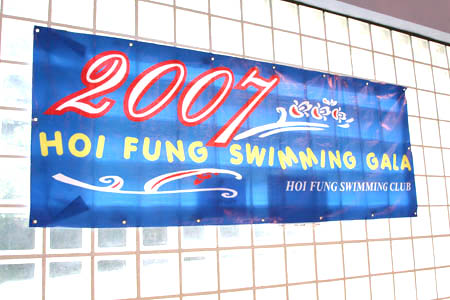 2007
HOI FUNG SWIMMING GALA
HOI FUNG SWIMMING CLUB